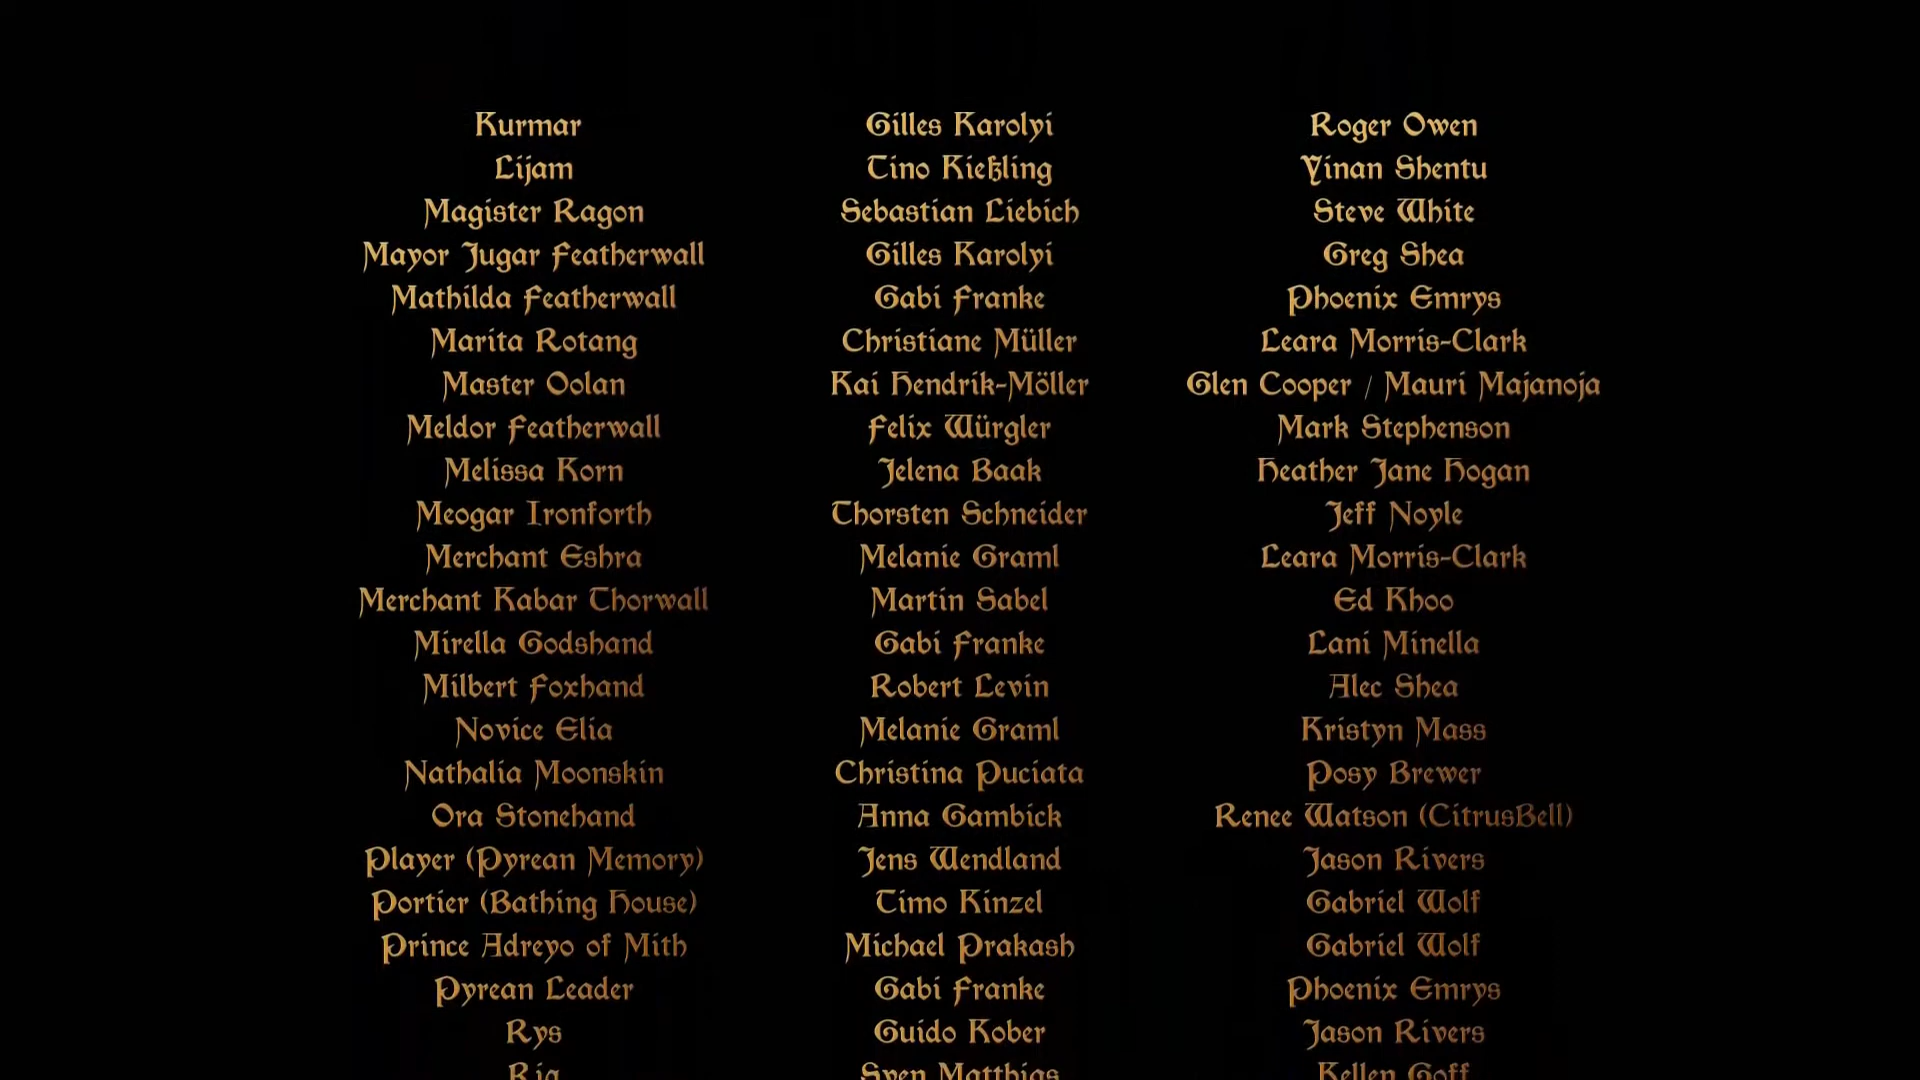 Kurmar Gilles Karolyi Roger Owen
Lijam Tino Kießling Yinan Shentu
Magister Ragon Sebastian Liebich Steve White
Mayor Jugar Featherwall Gilles Karolyi Greg Shea
Mathilda Featherwall Gabi Franke Phoenix Emrys
Marita Rotang Christiane Müller Leara Morris-Clark
Master Oolan Kai Hendrik-Möller Glen Cooper / Mauri Majanoja
Meldor Featherwall Felix Würgler Mark Stephenson
Melissa Korn Jelena Baak Heather Jane Hogan
Meogar Ironforth Thorsten Schneider Jeff Noyle
Merchant Eshra Melanie Graml Leara Morris-Clark
Merchant Kabar Thorwall Martin Sabel Ed Khoo
Mirella Godshand Gabi Franke Lani Minella
Milbert Foxhand Robert Levin Alec Shea
Novice Elia Melanie Graml Kristyn Mass
Nathalia Moonskin Christina Puciata Posy Brewer
Ora Stonehand Anna Gambick Renee Watson (CitrusBell)
Player (Pyrean Memory) Jens Wendland Jason Rivers
Portier (Bathing House) Timo Kinzel Gabriel Wolf
Prince Adreyo of Mith Michael Prakash Gabriel Wolf
Pyrean Leader Gabi Franke Phoenix Emrys
Rys Guido Kober Jason Rivers
Ria Sven Matthias Kellen Goff